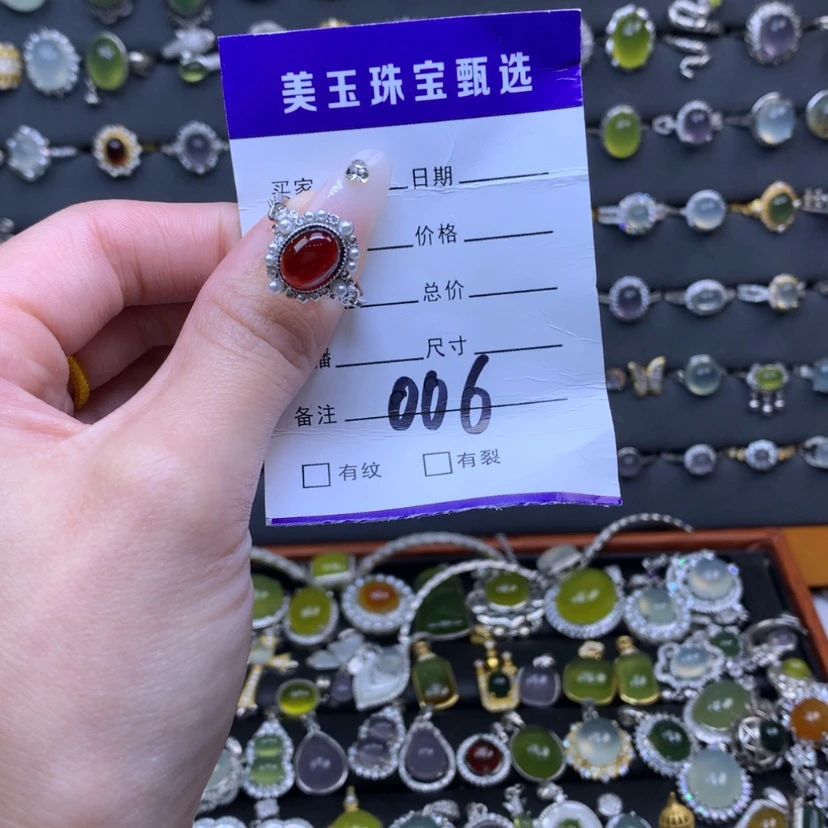 美玉珠宝甄选
买家 日期
价格
总价
播 尺寸
备注 006
有纹 有裂